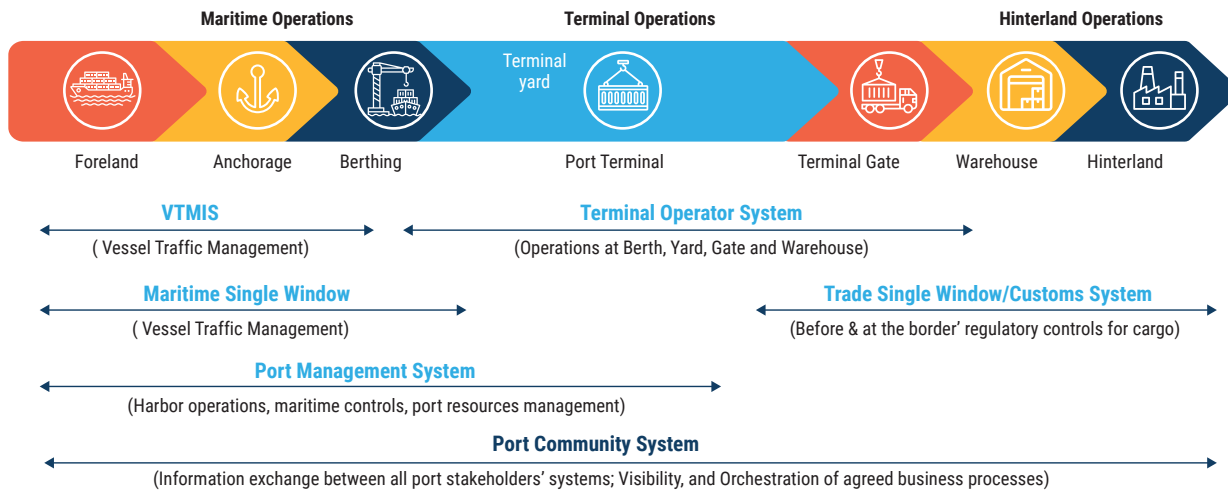 Maritime Operations
Terminal Operations
Hinterland Operations
Terminal
yard
Foreland
Anchorage
Berthing
Port Terminal
Terminal Gate
Warehouse
Hinterland
VTMIS
( Vessel Traffic Management)
Terminal Operator System
(Operations at Berth, Yard, Gate and Warehouse)
Maritime Single Window
( Vessel Traffic Management)
Trade Single Window/Customs System
(Before & at the border’ regulatory controls for cargo)
Port Management System
(Harbor operations, maritime controls, port resources management)
Port Community System
(Information exchange between all port stakeholders’ systems; Visibility, and Orchestration of agreed business processes)